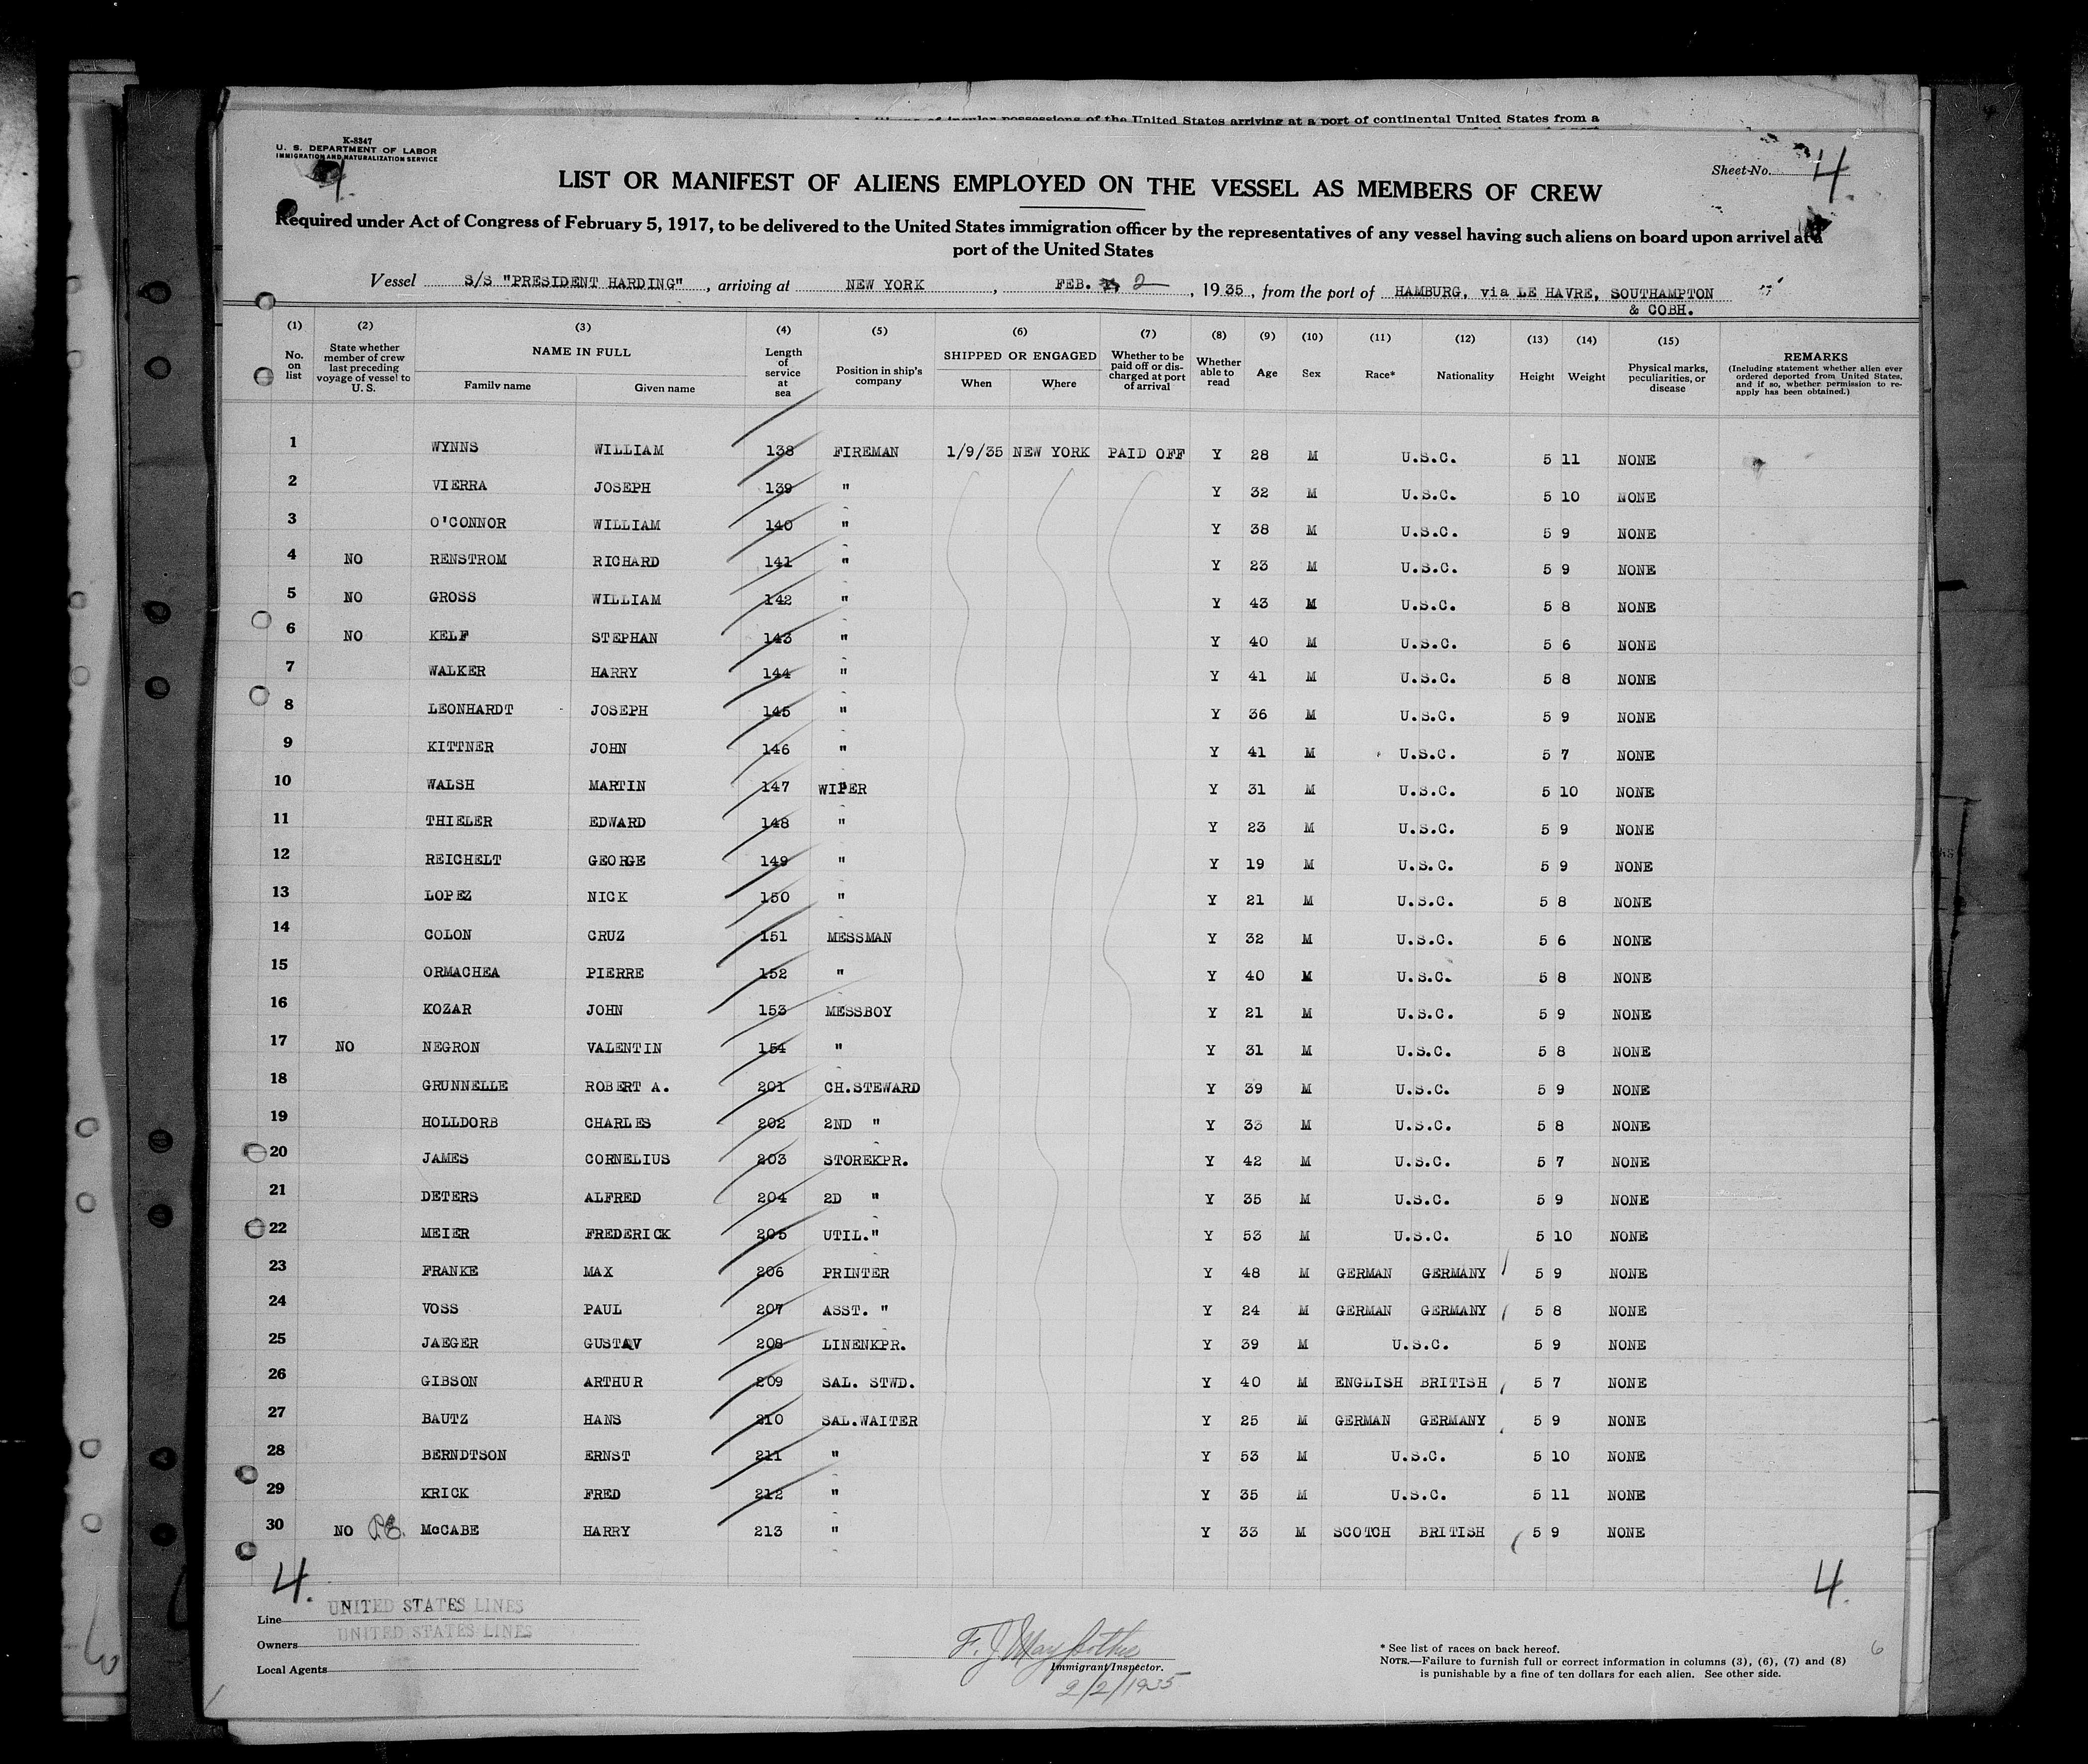 of insular possessions of the United States arriving at a port of continental United States from a
K-8347
U. S. DEPARTMENT OF LABOR
IMMIGRATION AND NATURALIZATION SERVICE
Sheet No. 4.
LIST OR MANIFEST OF ALIENS EMPLOYED ON THE VESSEL AS MEMBERS OF CREW
Required under Act of Congress of February 5, 1917, to be delivered to the United States immigration officer by the representatives of any vessel having such aliens on board upon arrival at a
port of the United States
Vessel S/S "PRESIDENT HARDING", arriving at NEW YORK, FEB. 2, 1935, from the port of HAMBURG, via LE HAVRE, SOUTHAMPTON
& COBH.
(1) (2) (3) (4) (5) (6) (7) (8) (9) (10) (11) (12) (13) (14) (15)
No. on list State whether member of crew last preceding voyage of vessel to U. S. NAME IN FULL Family name Given name Length of service at sea Position in ship's company SHIPPED OR ENGAGED When Where Whether to be paid off or discharged at port of arrival Whether able to read Age Sex Race* Nationality Height Weight Physical marks, peculiarities, or disease REMARKS (Including statement whether alien ever ordered deported from United States, and if so, whether permission to re-apply has been obtained.)
1 WYNNS WILLIAM 138 FIREMAN 1/9/35 NEW YORK PAID OFF Y 28 M U.S.C. 5 11 NONE
2 VIERRA JOSEPH 139 " Y 32 M U.S.C. 5 10 NONE
3 O'CONNOR WILLIAM 140 " Y 38 M U.S.C. 5 9 NONE
4 NO RENSTROM RICHARD 141 " Y 23 M U.S.C. 5 9 NONE
5 NO GROSS WILLIAM 142 " Y 43 M U.S.C. 5 8 NONE
6 NO KELF STEPHAN 143 " Y 40 M U.S.C. 5 6 NONE
7 WALKER HARRY 144 " Y 41 M U.S.C. 5 8 NONE
8 LEONHARDT JOSEPH 145 " Y 36 M U.S.C. 5 9 NONE
9 KITTNER JOHN 146 " Y 41 M U.S.C. 5 7 NONE
10 WALSH MARTIN 147 WIPER Y 31 M U.S.C. 5 10 NONE
11 THIELER EDWARD 148 " Y 23 M U.S.C. 5 9 NONE
12 REICHELT GEORGE 149 " Y 19 M U.S.C. 5 9 NONE
13 LOPEZ NICK 150 " Y 21 M U.S.C. 5 8 NONE
14 COLON CRUZ 151 MESSMAN Y 32 M U.S.C. 5 6 NONE
15 ORMACHEA PIERRE 152 " Y 40 M U.S.C. 5 8 NONE
16 KOZAR JOHN 153 MESSBOY Y 21 M U.S.C. 5 9 NONE
17 NO NEGRON VALENTIN 154 " Y 31 M U.S.C. 5 8 NONE
18 GRUNNELLE ROBERT A. 201 CH.STEWARD Y 39 M U.S.C. 5 9 NONE
19 HOLLDORB CHARLES 202 2ND " Y 33 M U.S.C. 5 8 NONE
20 JAMES CORNELIUS 203 STOREKPR. Y 42 M U.S.C. 5 7 NONE
21 DETERS ALFRED 204 2D " Y 35 M U.S.C. 5 9 NONE
22 MEIER FREDERICK 205 UTIL." Y 53 M U.S.C. 5 10 NONE
23 FRANKE MAX 206 PRINTER Y 48 M GERMAN GERMANY 5 9 NONE
24 VOSS PAUL 207 ASST. " Y 24 M GERMAN GERMANY 5 8 NONE
25 JAEGER GUSTAV 208 LINENKPR. Y 39 M U.S.C. 5 9 NONE
26 GIBSON ARTHUR 209 SAL. STWD. Y 40 M ENGLISH BRITISH 5 7 NONE
27 BAUTZ HANS 210 SAL.WAITER Y 25 M GERMAN GERMANY 5 9 NONE
28 BERNDTSON ERNST 211 " Y 53 M U.S.C. 5 10 NONE
29 KRICK FRED 212 " Y 35 M U.S.C. 5 11 NONE
30 NO McCABE HARRY 213 " Y 33 M SCOTCH BRITISH 5 9 NONE
4. 4.
Line UNITED STATES LINES
Owners UNITED STATES LINES
Local Agents
Immigrant Inspector.
2/2/1935
* See list of races on back hereof. 6
NOTE.—Failure to furnish full or correct information in columns (3), (6), (7) and (8)
is punishable by a fine of ten dollars for each alien. See other side.